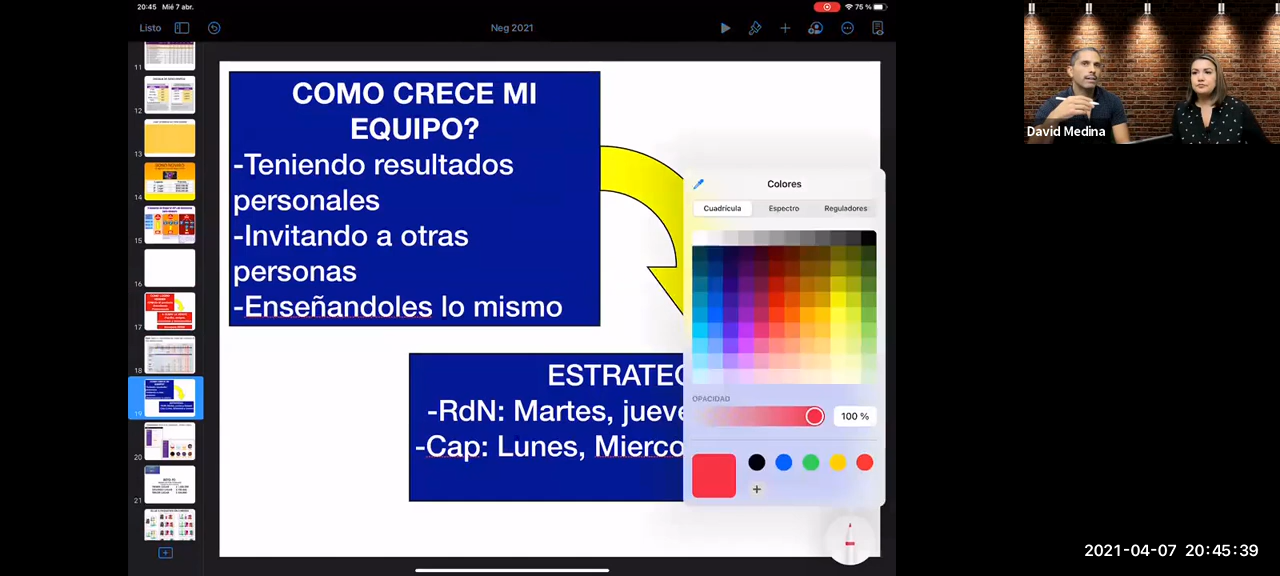 20:45 Mié 7 abr.
75 %
Listo
Neg 2021
COMO CRECE MI
EQUIPO?
-Teniendo resultados
personales
-Invitando a otras
personas
-Enseñandoles lo mismo
ESTRATEG
-RdN: Martes, jueve
-Cap: Lunes, Mierco
Colores
Cuadrícula
Espectro
Reguladores
OPACIDAD
100 %
11
12
13
14
15
16
17
18
19
20
21
David Medina
2021-04-07 20:45:39